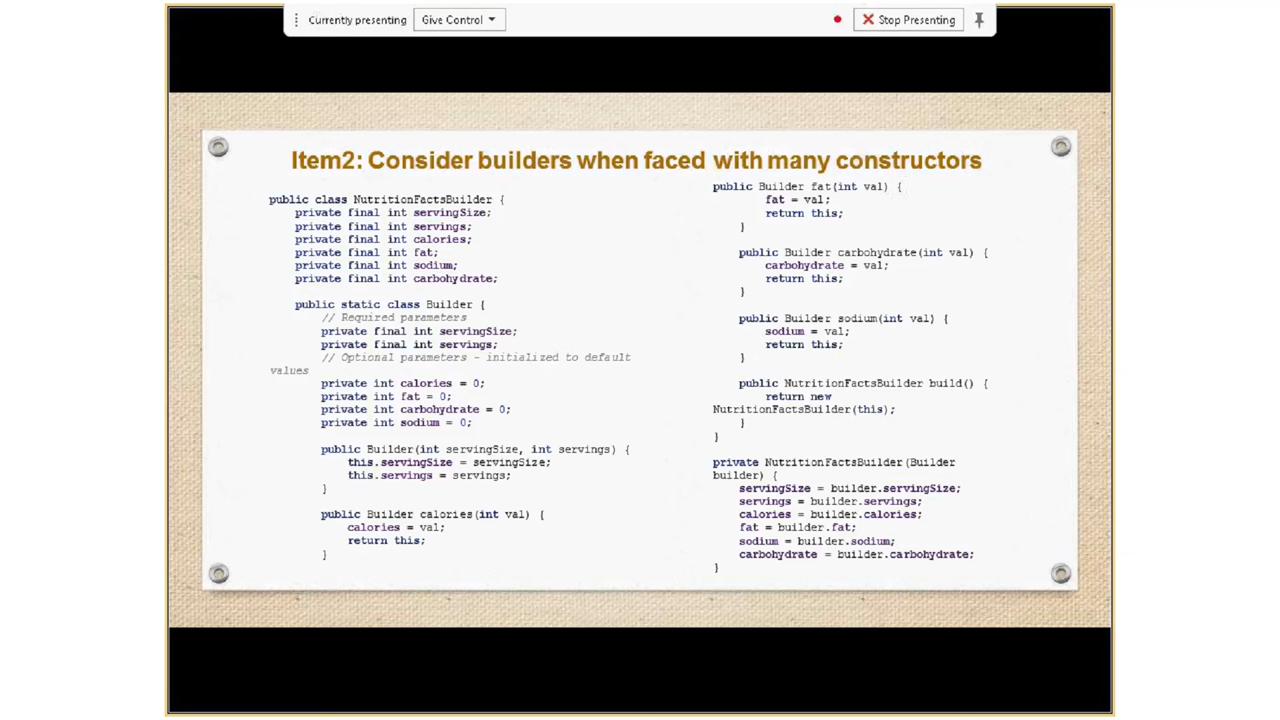 Currently presenting
Give Control
Stop Presenting
Item2: Consider builders when faced with many constructors
public class NutritionFactsBuilder {
private final int servingSize;
private final int servings;
private final int calories;
private final int fat;
private final int sodium;
private final int carbohydrate;
public static class Builder {
// Required parameters
private final int servingSize;
private final int servings;
// Optional parameters - initialized to default
values
private int calories = 0;
private int fat = 0;
private int carbohydrate = 0;
private int sodium = 0;
public Builder(int servingSize, int servings) {
this.servingSize = servingSize;
this.servings = servings;
}
public Builder calories(int val) {
calories = val;
return this;
}
public Builder fat(int val) {
fat = val;
return this;
}
public Builder carbohydrate(int val) {
carbohydrate = val;
return this;
}
public Builder sodium(int val) {
sodium = val;
return this;
}
public NutritionFactsBuilder build() {
return new
NutritionFactsBuilder(this);
}
}
private NutritionFactsBuilder(Builder
builder) {
servingSize = builder.servingSize;
servings = builder.servings;
calories = builder.calories;
fat = builder.fat;
sodium = builder.sodium;
carbohydrate = builder.carbohydrate;
}